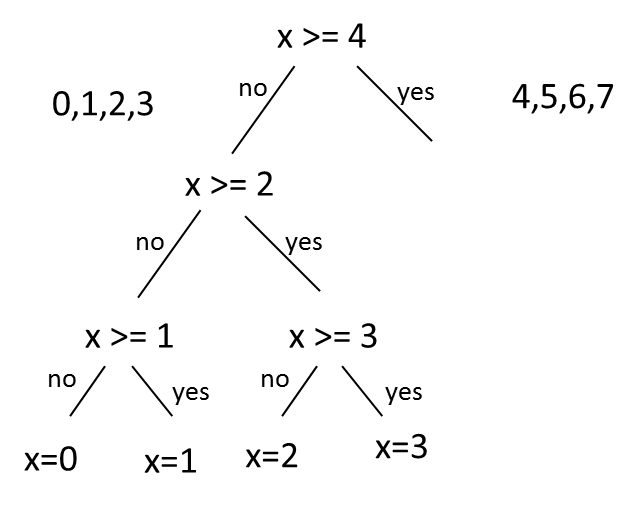 x >= 4
no
yes
0,1,2,3
4,5,6,7
x >= 2
no
yes
x >= 1
x >= 3
no
yes
no
yes
x=0
x=1
x=2
x=3